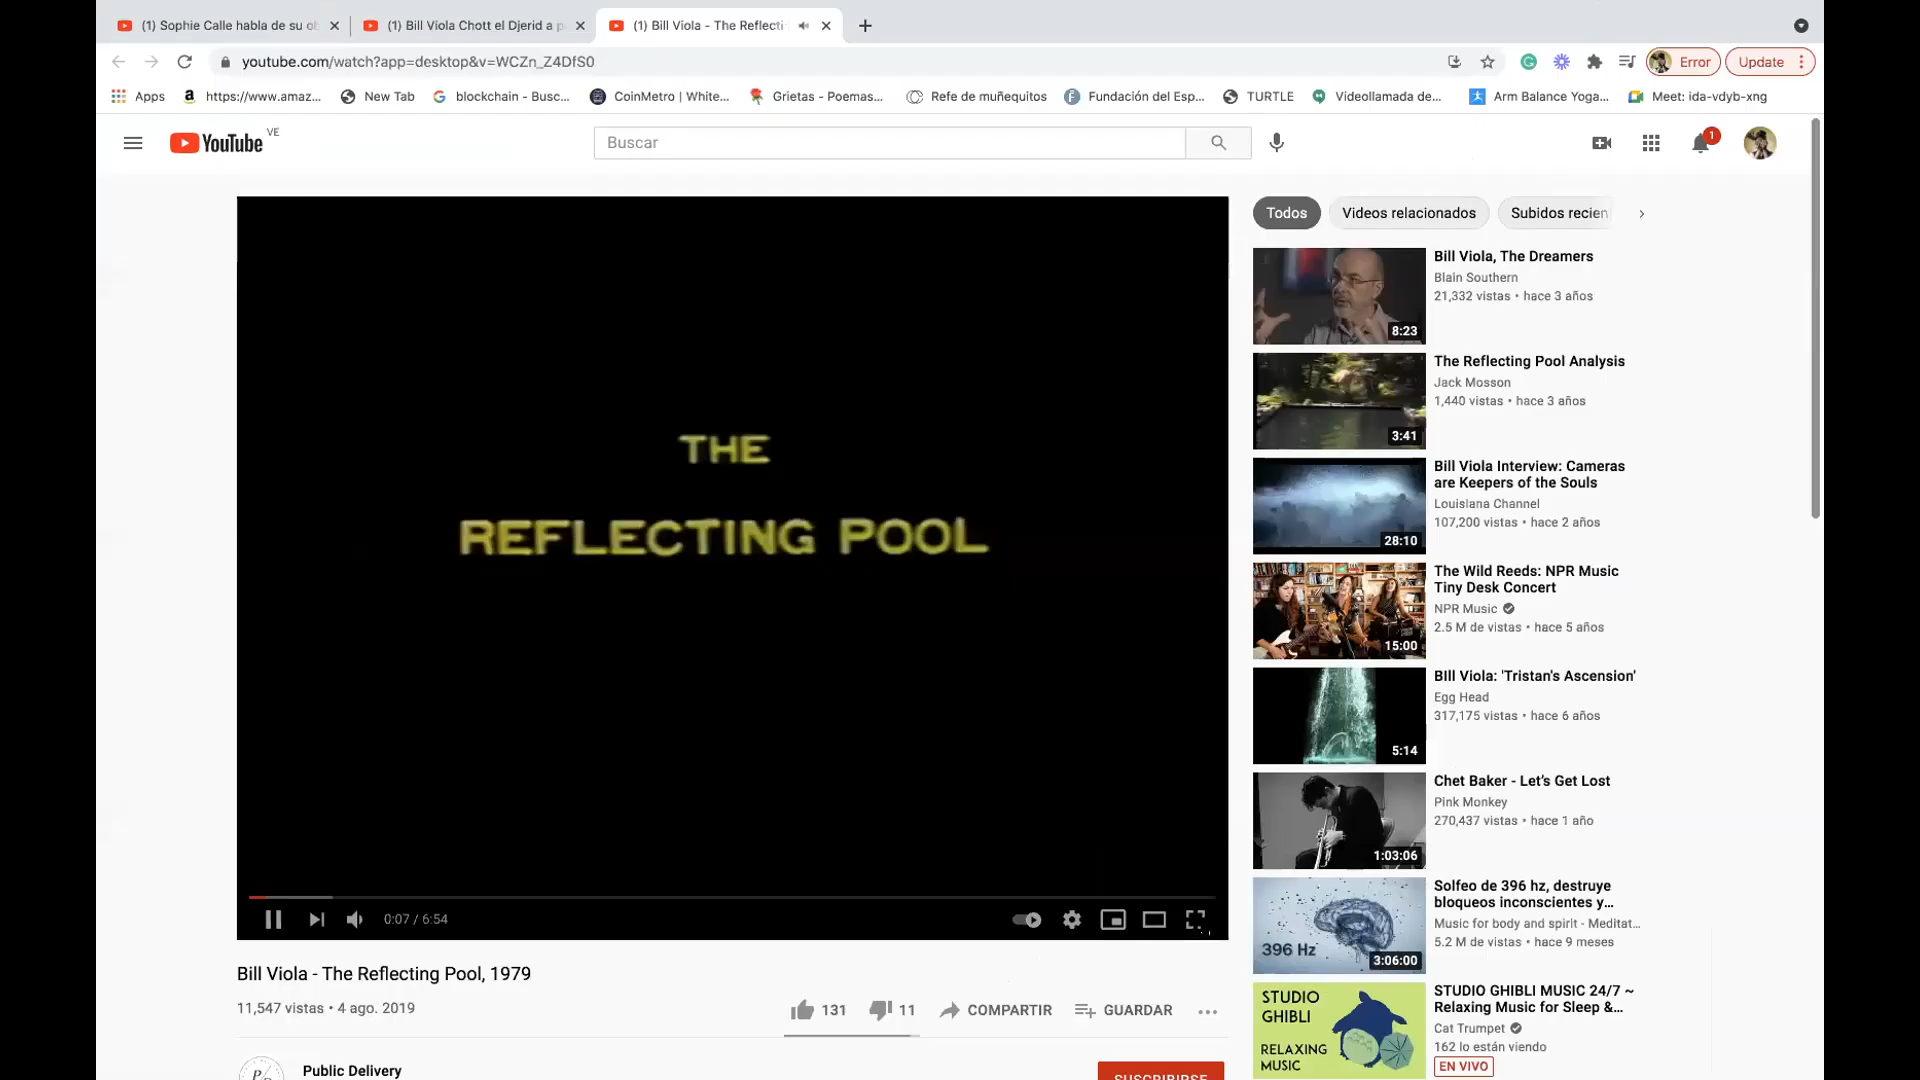 (1) Sophie Calle habla de su ob
(1) Bill Viola Chott el Djerid a p
(1) Bill Viola - The Reflecti
youtube.com/watch?app=desktop&v=WCZn_Z4DfS0
Error
Update
Apps
https://www.amaz...
New Tab
blockchain - Busc...
CoinMetro | White...
Grietas - Poemas...
Refe de muñequitos
Fundación del Esp...
TURTLE
Videollamada de...
Arm Balance Yoga...
Meet: ida-vdyb-xng
YouTube VE
Buscar
1
THE
REFLECTING POOL
0:07 / 6:54
Bill Viola - The Reflecting Pool, 1979
11,547 vistas • 4 ago. 2019
131
11
COMPARTIR
GUARDAR
Public Delivery
SUSCRIBIRSE
Todos
Videos relacionados
Subidos recien
8:23
Bill Viola, The Dreamers
Blain Southern
21,332 vistas • hace 3 años
3:41
The Reflecting Pool Analysis
Jack Mosson
1,440 vistas • hace 3 años
28:10
Bill Viola Interview: Cameras
are Keepers of the Souls
Louisiana Channel
107,200 vistas • hace 2 años
15:00
The Wild Reeds: NPR Music
Tiny Desk Concert
NPR Music
2.5 M de vistas • hace 5 años
5:14
BIll Viola: 'Tristan's Ascension'
Egg Head
317,175 vistas • hace 6 años
1:03:06
Chet Baker - Let's Get Lost
Pink Monkey
270,437 vistas • hace 1 año
396 Hz
3:06:00
Solfeo de 396 hz, destruye
bloqueos inconscientes y...
Music for body and spirit - Meditat...
5.2 M de vistas • hace 9 meses
STUDIO
GHIBLI
RELAXING
MUSIC
STUDIO GHIBLI MUSIC 24/7 ~
Relaxing Music for Sleep &...
Cat Trumpet
162 lo están viendo
EN VIVO